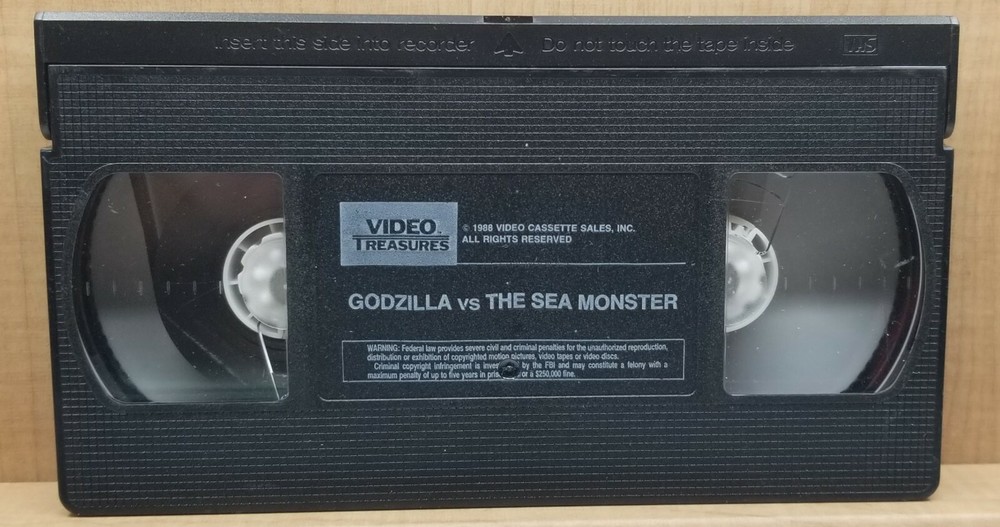 Insert this side into recorder Do not touch the tape inside VHS
VIDEO
TREASURES
© 1988 VIDEO CASSETTE SALES, INC.
ALL RIGHTS RESERVED
GODZILLA vs THE SEA MONSTER
WARNING: Federal law provides severe civil and criminal penalties for the unauthorized reproduction,
distribution or exhibition of copyrighted motion pictures, video tapes or video discs.
Criminal copyright infringement is by the FBI and may constitute a felony with a
maximum penalty of up to five years in or a $250,000 fine.